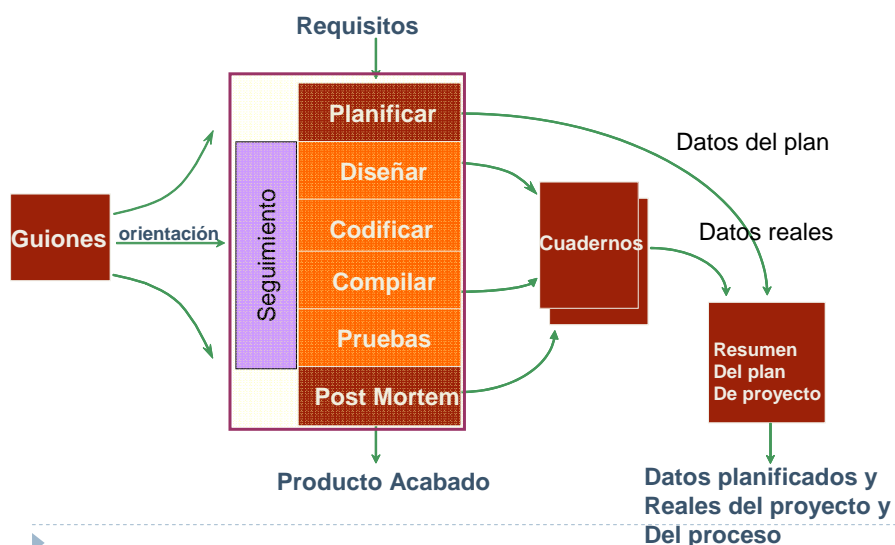 Requisitos
Planificar
Datos del plan
Diseñar
Guiones
orientación
Seguimiento
Codificar
Cuadernos
Datos reales
Compilar
Pruebas
Resumen
Del plan
De proyecto
Post Mortem
Producto Acabado
Datos planificados y
Reales del proyecto y
Del proceso